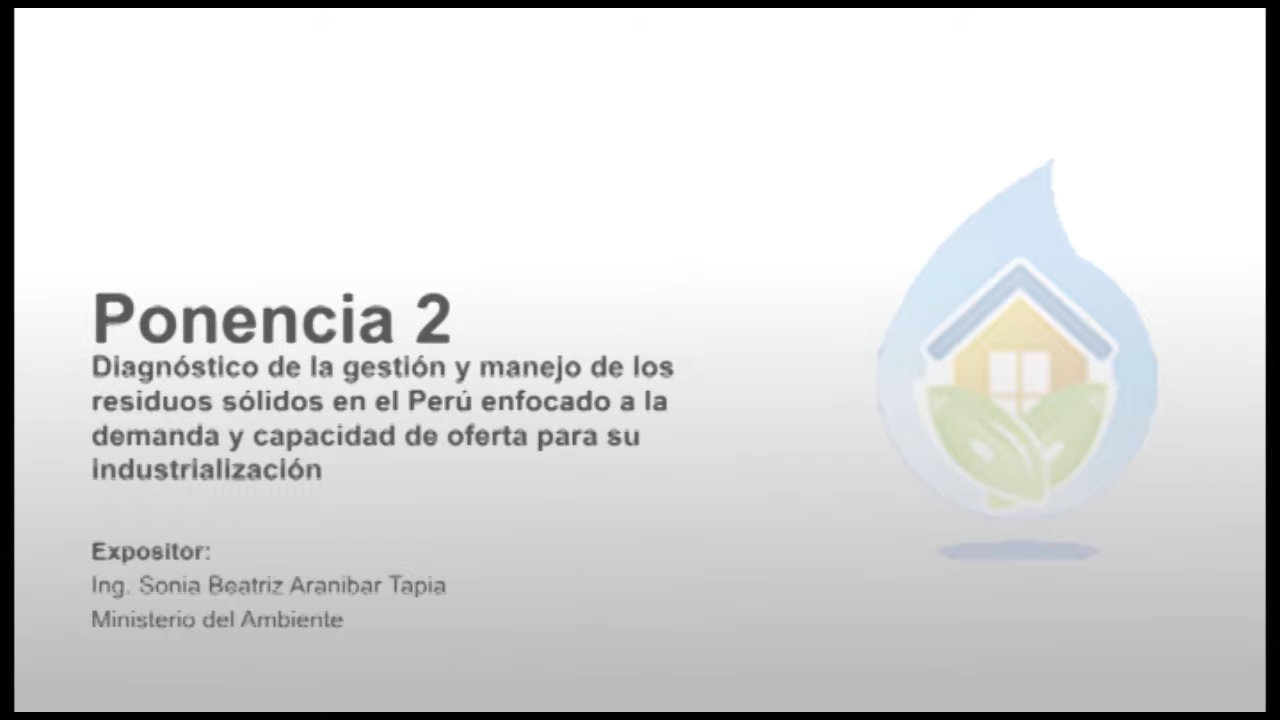 Ponencia 2
Diagnóstico de la gestión y manejo de los
residuos sólidos en el Perú enfocado a la
demanda y capacidad de oferta para su
industrialización
Expositor:
Ing. Sonia Beatriz Aranibar Tapia
Ministerio del Ambiente